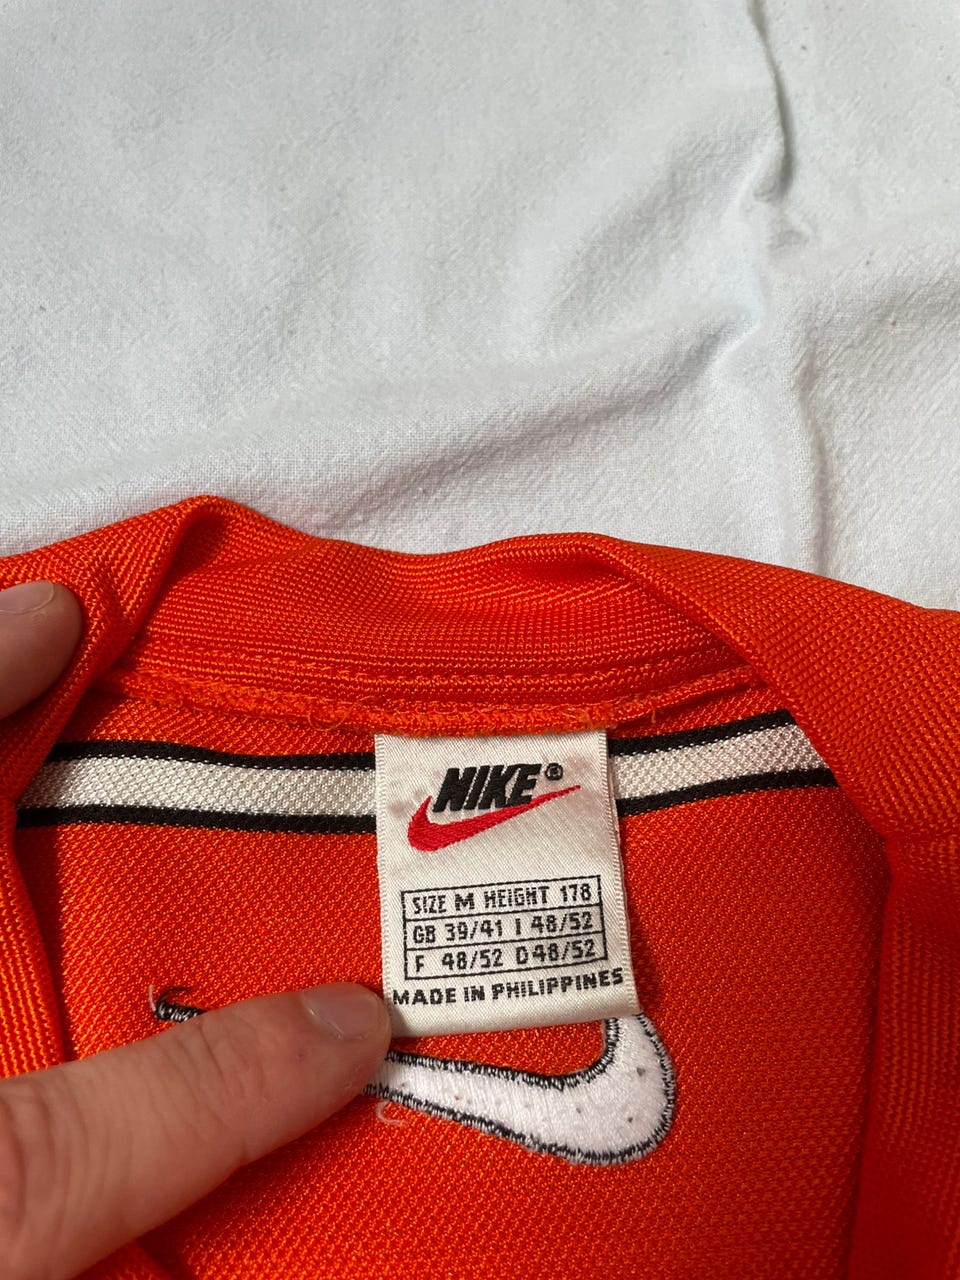 NIKE®
SIZE M HEIGHT 178
GB 39/41 I 48/52
F 48/52 D 48/52
MADE IN PHILIPPINES